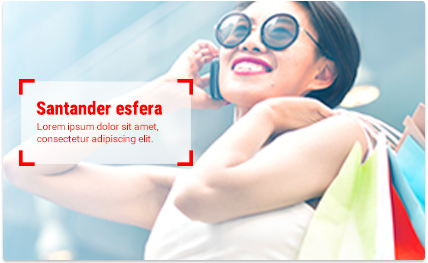 Santander esfera
Lorem ipsum dolor sit amet,
consectetur adipiscing elit.